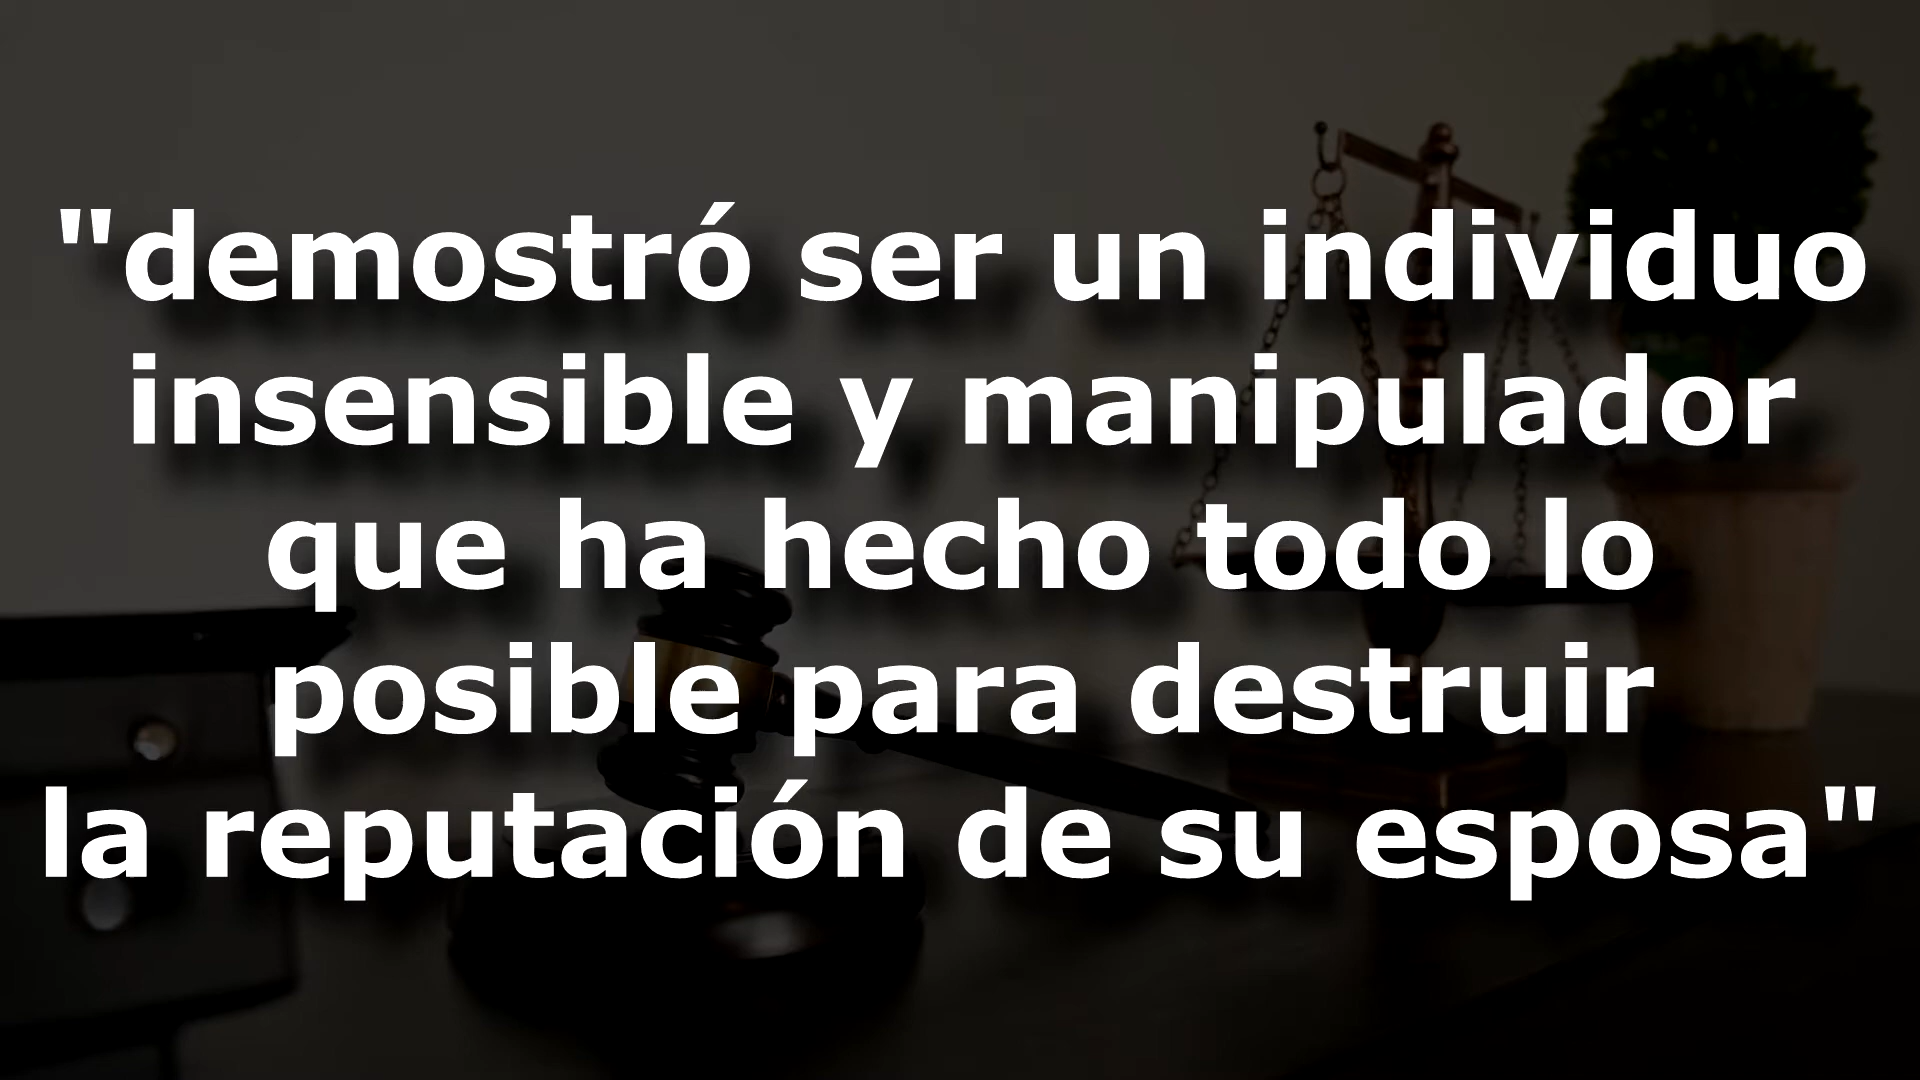 "demostró ser un individuo
insensible y manipulador
que ha hecho todo lo
posible para destruir
la reputación de su esposa"